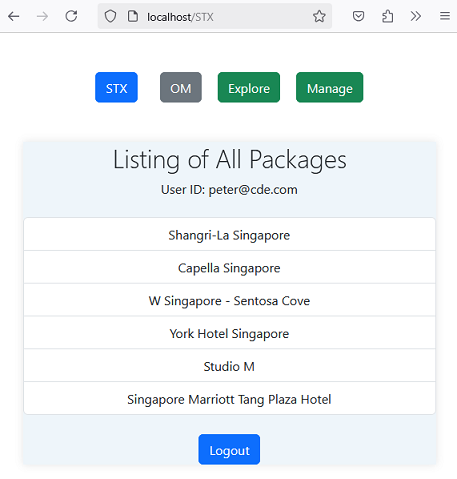 localhost/STX
STX OM Explore Manage
Listing of All Packages
User ID: peter@cde.com
Shangri-La Singapore
Capella Singapore
W Singapore - Sentosa Cove
York Hotel Singapore
Studio M
Singapore Marriott Tang Plaza Hotel
Logout